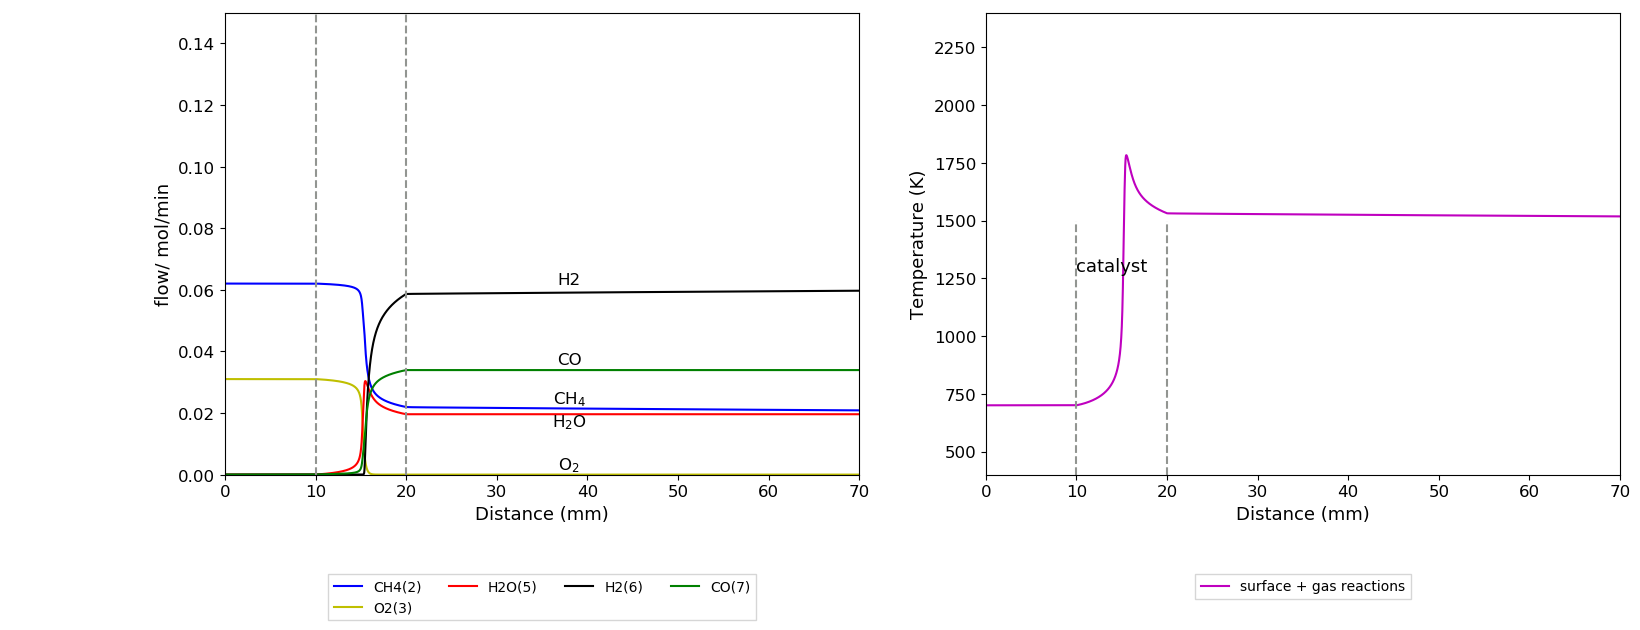 0.14
0.12
0.10
0.08
0.06
0.04
0.02
0.00
flow/ mol/min
H2
CO
CH₄
H₂O
O₂
0 10 20 30 40 50 60 70
Distance (mm)
CH4(2) H2O(5) H2(6) CO(7)
O2(3)
2250
2000
1750
1500
1250
1000
750
500
Temperature (K)
catalyst
0 10 20 30 40 50 60 70
Distance (mm)
surface + gas reactions